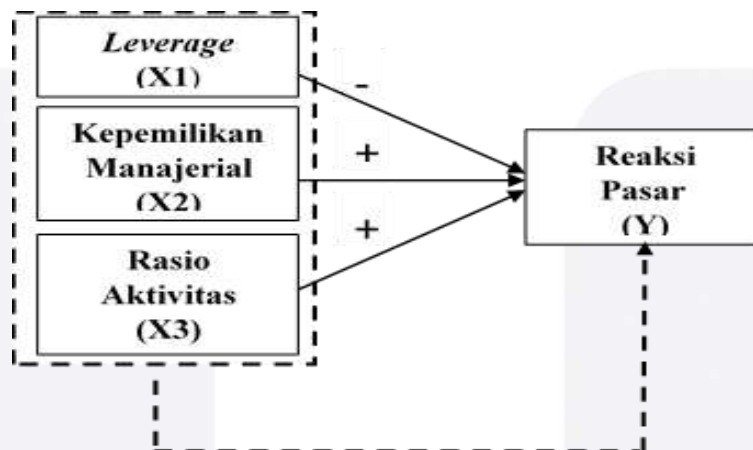 Leverage
(X1)
-
Kepemilikan
Manajerial
(X2)
+
Rasio
Aktivitas
(X3)
+
Reaksi
Pasar
(Y)